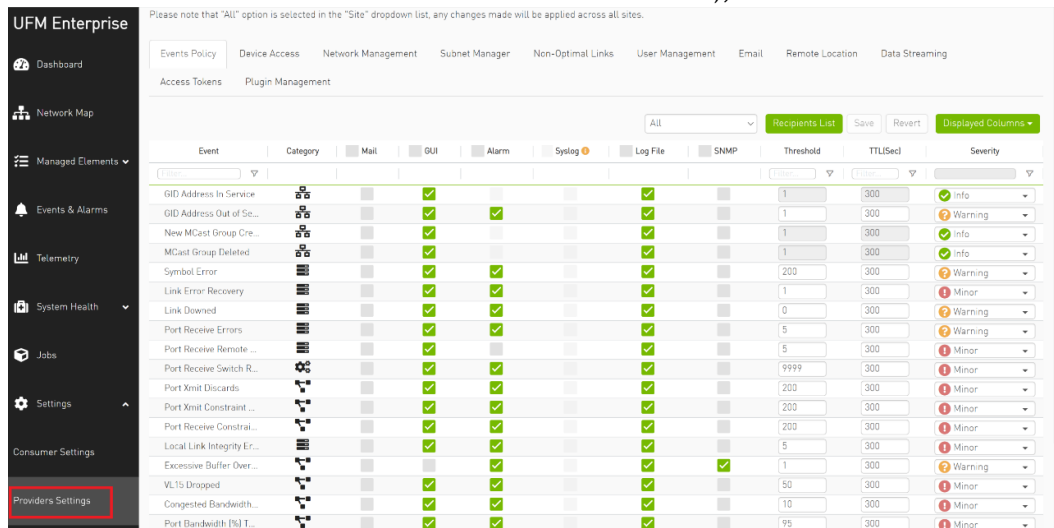 Please note that "All" option is selected in the "Site" dropdown list, any changes made will be applied across all sites.
UFM Enterprise
Dashboard
Network Map
Managed Elements
Events & Alarms
Telemetry
System Health
Jobs
Settings
Consumer Settings
Providers Settings
Events Policy Device Access Network Management Subnet Manager Non-Optimal Links User Management Email Remote Location Data Streaming
Access Tokens Plugin Management
All Recipients List Save Revert Displayed Columns
Event Category Mail GUI Alarm Syslog Log File SNMP Threshold TTL(Sec) Severity
Filter... Filter... Filter...
GID Address In Service 1 300 Info
GID Address Out of Se... 1 300 Warning
New MCast Group Cre... 1 300 Info
MCast Group Deleted 1 300 Info
Symbol Error 200 300 Warning
Link Error Recovery 1 300 Minor
Link Downed 0 300 Warning
Port Receive Errors 5 300 Warning
Port Receive Remote ... 5 300 Minor
Port Receive Switch R... 9999 300 Minor
Port Xmit Discards 200 300 Minor
Port Xmit Constraint ... 200 300 Minor
Port Receive Constrai... 200 300 Minor
Local Link Integrity Er... 5 300 Minor
Excessive Buffer Over... 1 300 Warning
VL15 Dropped 50 300 Minor
Congested Bandwidth... 10 300 Minor
Port Bandwidth (%) T... 95 300 Minor